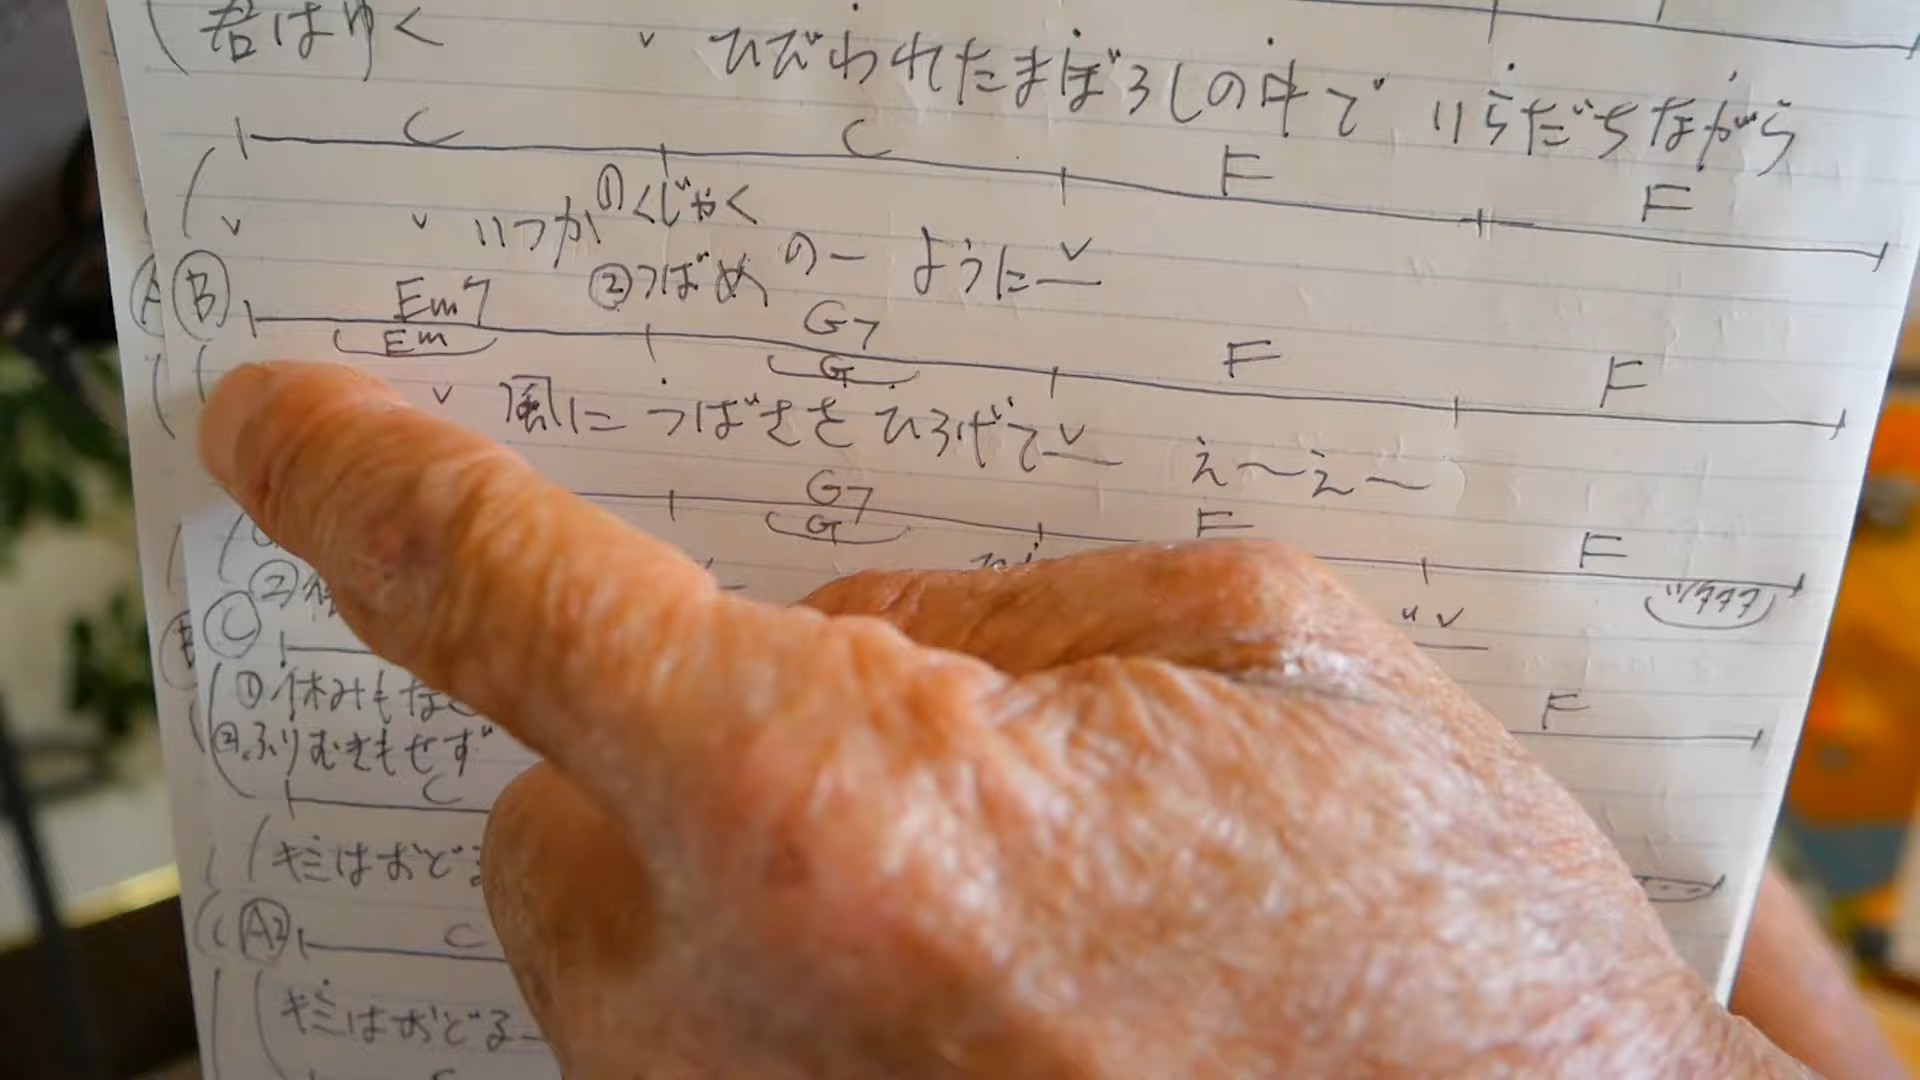 君はゆく ∨ ひびわれたまぼろしの中で いらだちながら
C C F F
∨ ∨ いつか ①くじゃく
②つばめ のー ように
Ⓑ Em7 G7 F F
Em G
∨ 風に つばさを ひろげて え〜え〜
G7 F F
G
②
Ⓒ
①休みもなく F
②ふりむきもせず
C
キミはおどる
A2 C
キミはおどるー